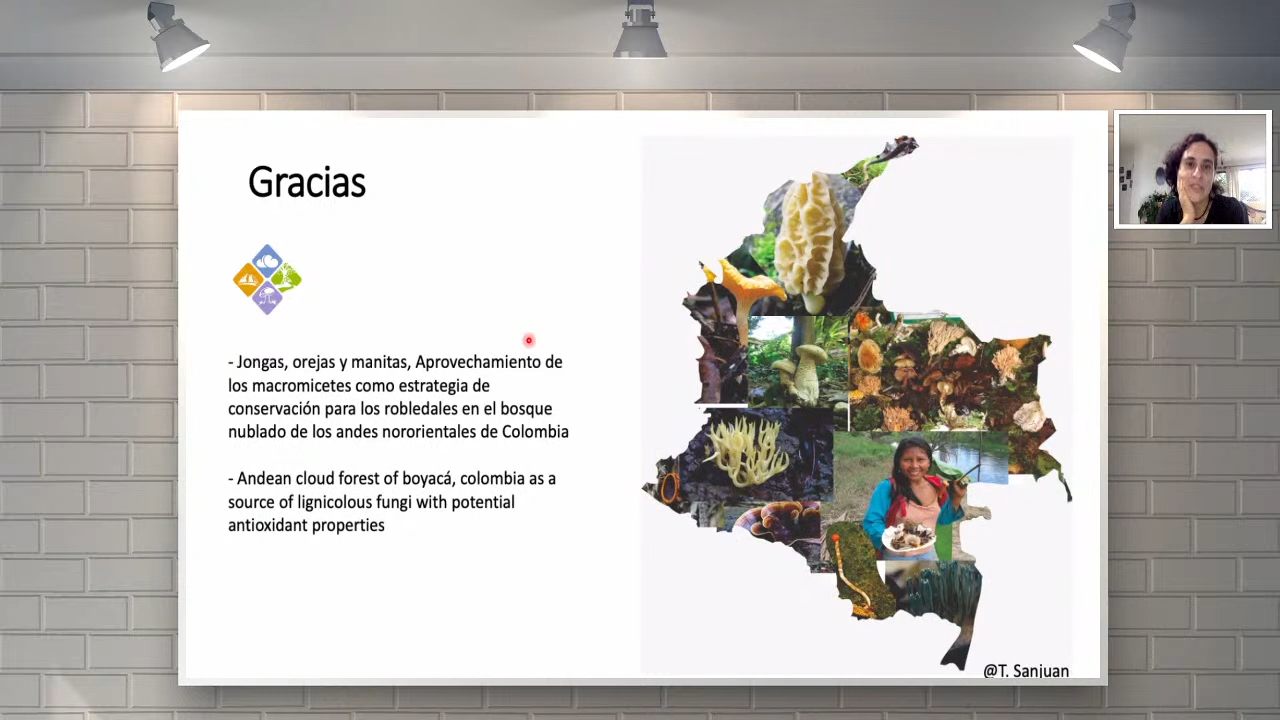 Gracias
- Jongas, orejas y manitas, Aprovechamiento de
los macromicetes como estrategia de
conservación para los robledales en el bosque
nublado de los andes nororientales de Colombia
- Andean cloud forest of boyacá, colombia as a
source of lignicolous fungi with potential
antioxidant properties
@T. Sanjuan